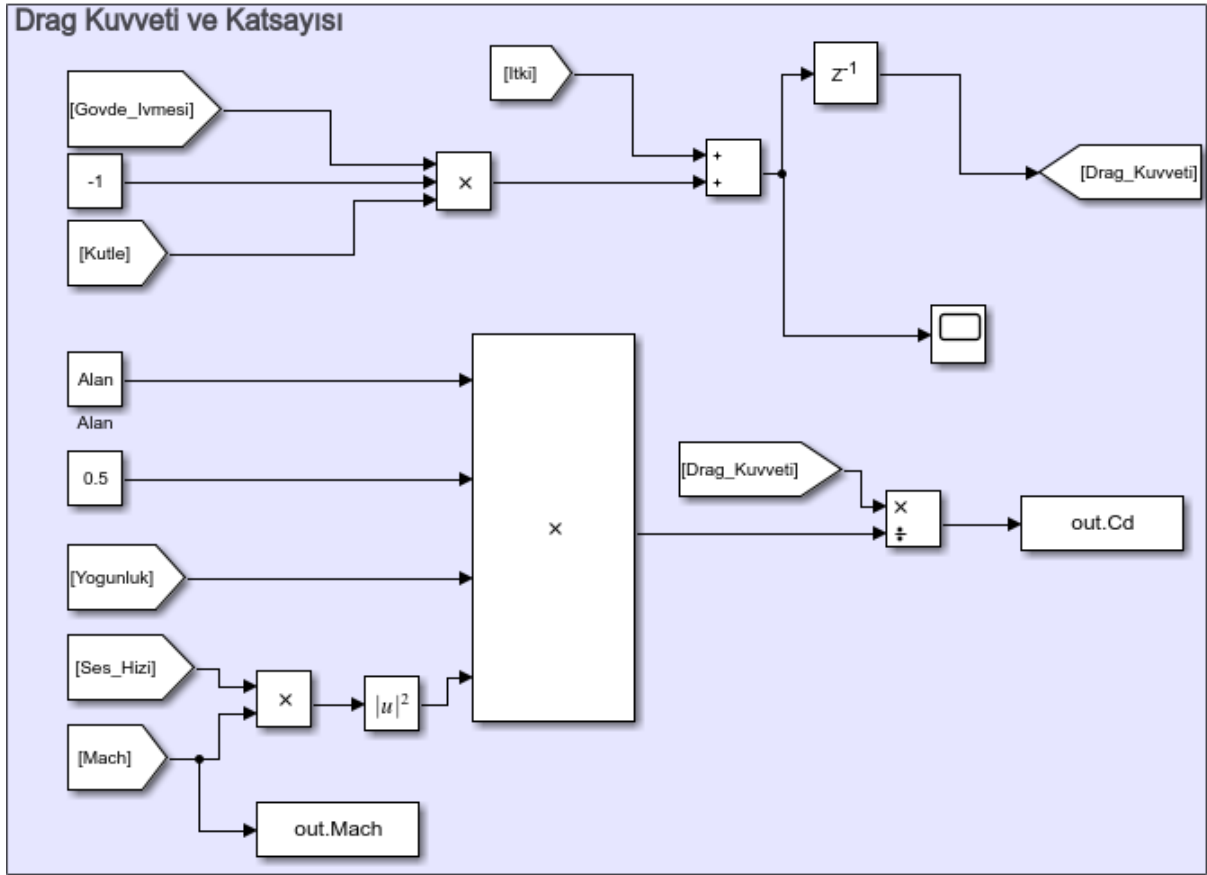 Drag Kuvveti ve Katsayısı
[Itki]
Z-1
[Govde_Ivmesi]
-1
×
+
+
[Drag_Kuvveti]
[Kutle]
Alan
Alan
0.5
[Drag_Kuvveti]
×
÷
out.Cd
×
[Yogunluk]
[Ses_Hizi]
×
|u|²
[Mach]
out.Mach